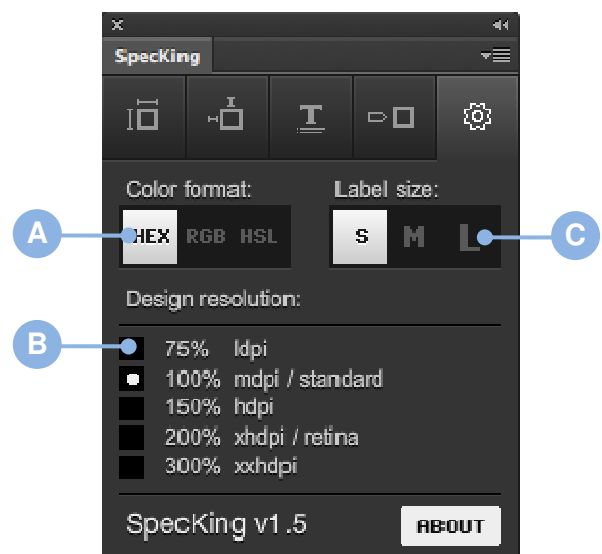 x
SpecKing
T
Color format:
Label size:
A
HEX RGB HSL
S M L
C
Design resolution:
B
75% ldpi
100% mdpi / standard
150% hdpi
200% xhdpi / retina
300% xxhdpi
SpecKing v1.5
ABOUT